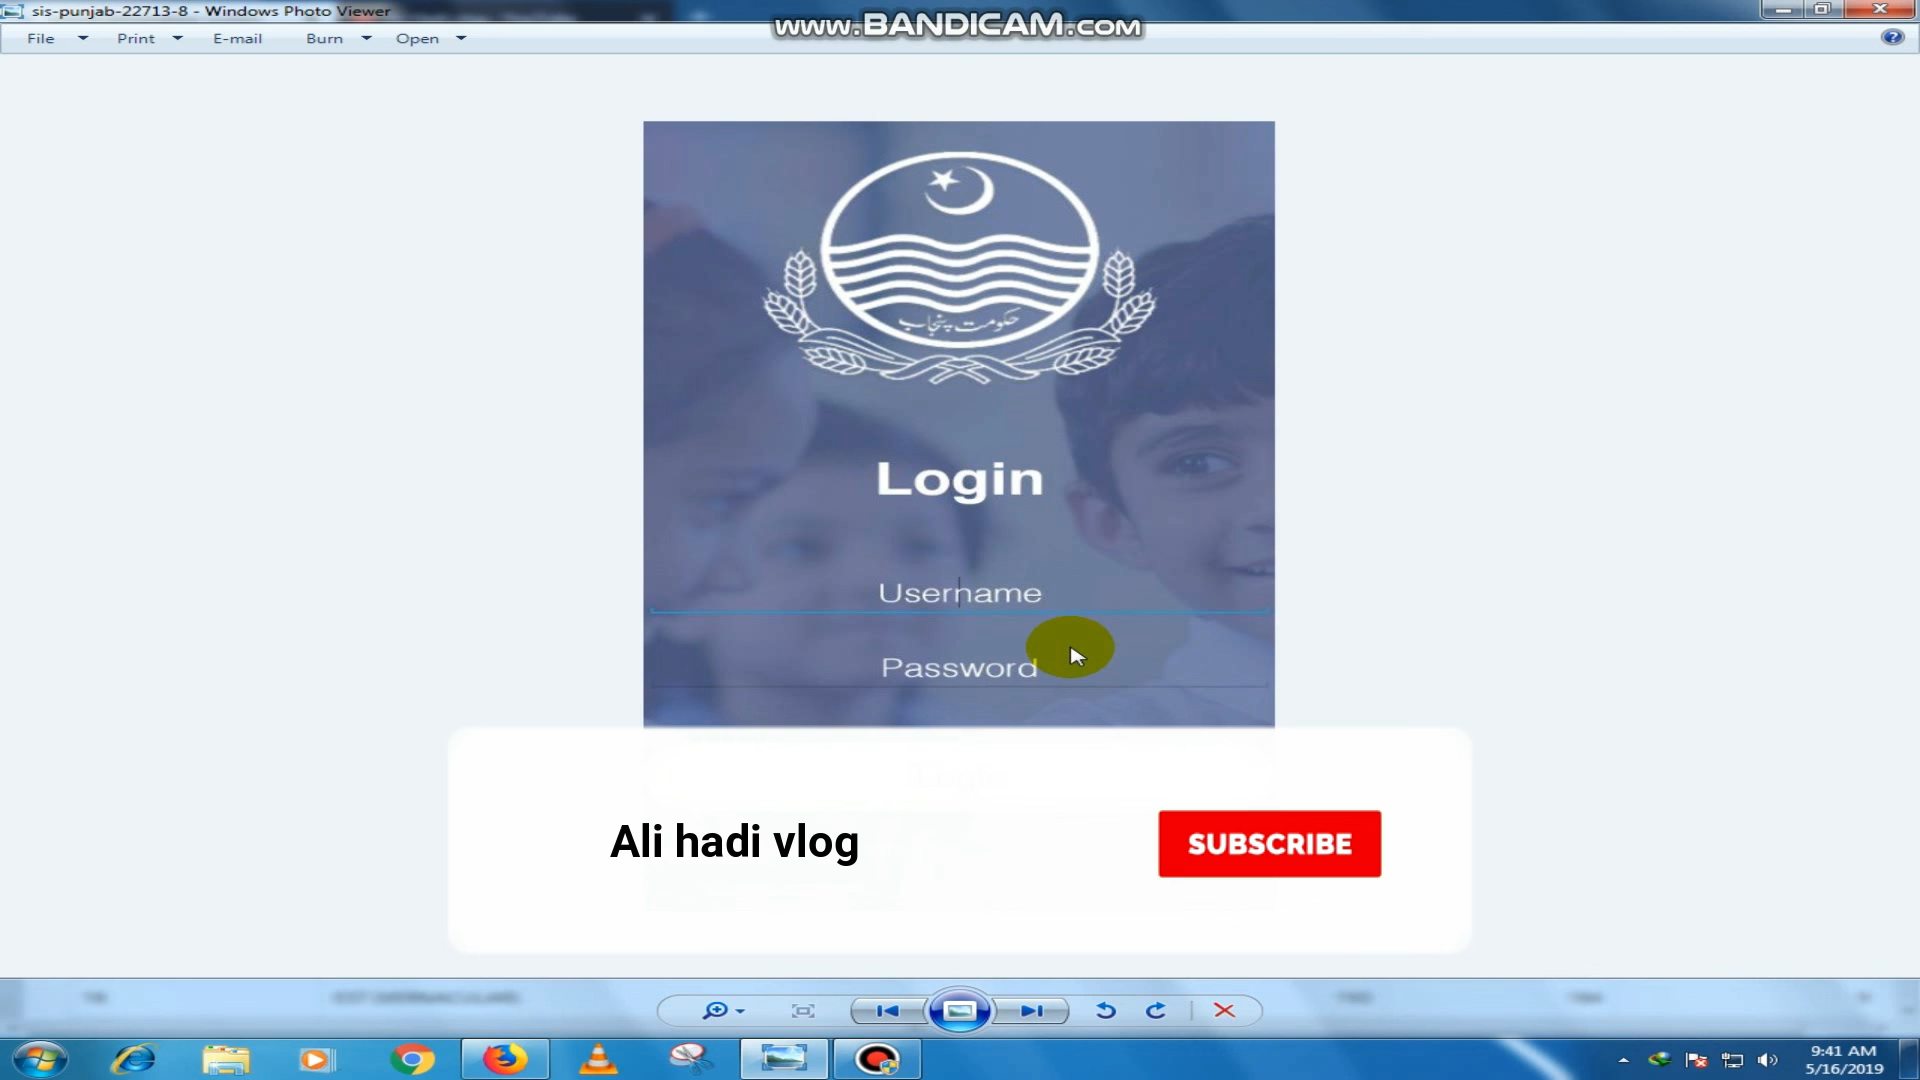 sis-punjab-22713-8 - Windows Photo Viewer
www.BANDICAM.com
File Print E-mail Burn Open
حکومت پنجاب
Login
Username
Password
Ali hadi vlog
SUBSCRIBE
9:41 AM
5/16/2019